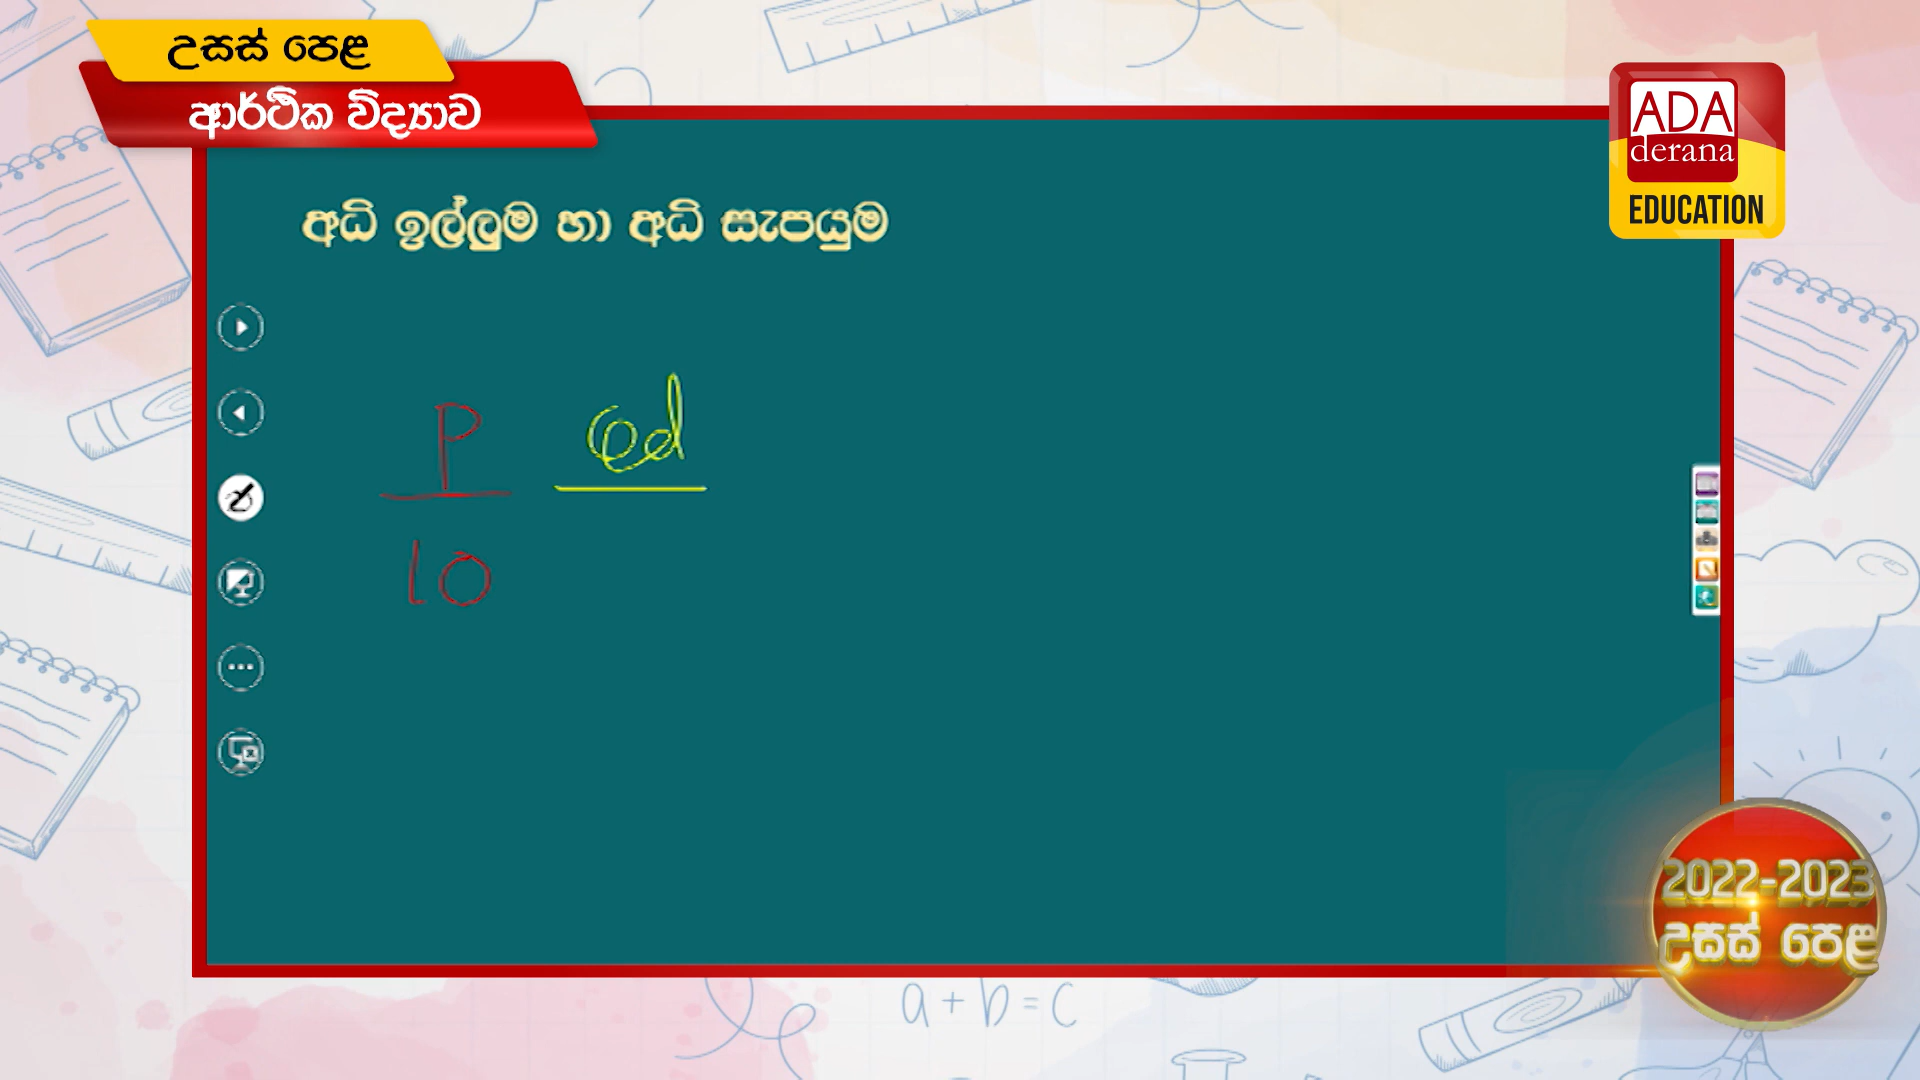 උසස් පෙළ
ආර්ථික විද්‍යාව
ADA
derana
EDUCATION
අධි ඉල්ලුම හා අධි සැපයුම
P Qd
10
2022-2023
උසස් පෙළ
a+b=c